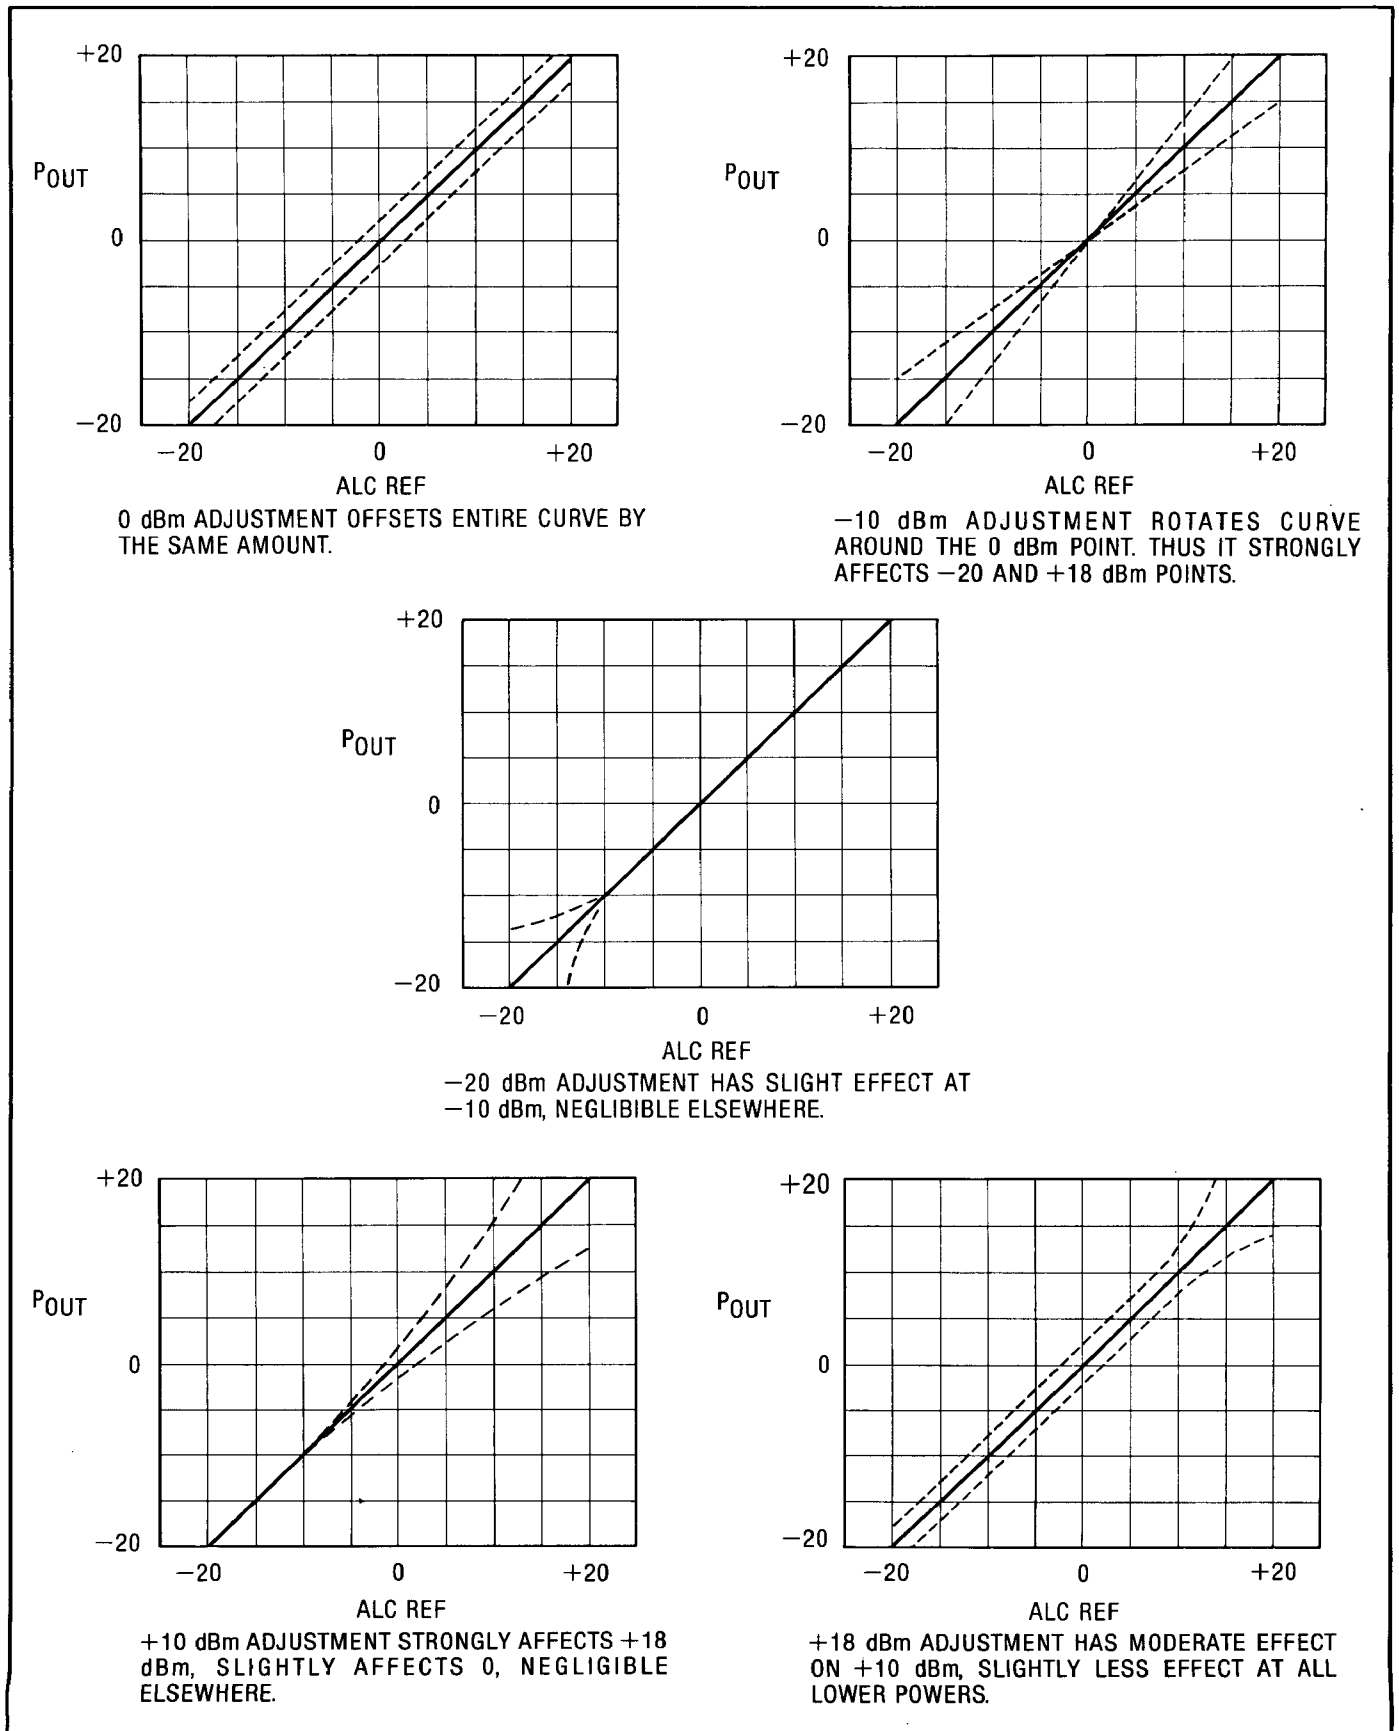 +20
P_OUT
0
−20
−20 0 +20
ALC REF
0 dBm ADJUSTMENT OFFSETS ENTIRE CURVE BY
THE SAME AMOUNT.
+20
P_OUT
0
−20
−20 0 +20
ALC REF
−10 dBm ADJUSTMENT ROTATES CURVE
AROUND THE 0 dBm POINT. THUS IT STRONGLY
AFFECTS −20 AND +18 dBm POINTS.
+20
P_OUT
0
−20
−20 0 +20
ALC REF
−20 dBm ADJUSTMENT HAS SLIGHT EFFECT AT
−10 dBm, NEGLIBIBLE ELSEWHERE.
+20
P_OUT
0
−20
−20 0 +20
ALC REF
+10 dBm ADJUSTMENT STRONGLY AFFECTS +18
dBm, SLIGHTLY AFFECTS 0, NEGLIGIBLE
ELSEWHERE.
+20
P_OUT
0
−20
−20 0 +20
ALC REF
+18 dBm ADJUSTMENT HAS MODERATE EFFECT
ON +10 dBm, SLIGHTLY LESS EFFECT AT ALL
LOWER POWERS.